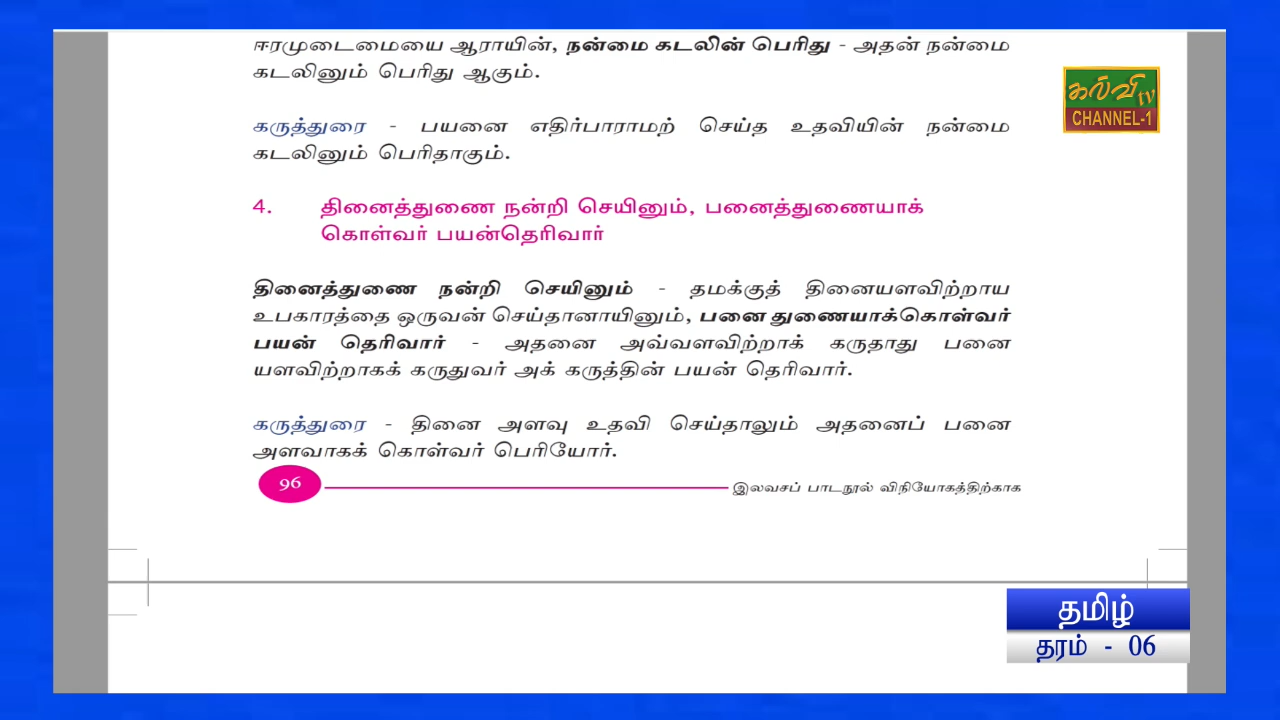 ஈரமுடைமையை ஆராயின், நன்மை கடலின் பெரிது - அதன் நன்மை
கடலினும் பெரிது ஆகும்.
கல்வி tv
CHANNEL-1
கருத்துரை - பயனை எதிர்பாராமற் செய்த உதவியின் நன்மை
கடலினும் பெரிதாகும்.
4. தினைத்துணை நன்றி செயினும், பனைத்துணையாக்
கொள்வர் பயன்தெரிவார்
தினைத்துணை நன்றி செயினும் - தமக்குத் தினையளவிற்றாய
உபகாரத்தை ஒருவன் செய்தானாயினும், பனை துணையாக்கொள்வர்
பயன் தெரிவார் - அதனை அவ்வளவிற்றாக் கருதாது பனை
யளவிற்றாகக் கருதுவர் அக் கருத்தின் பயன் தெரிவார்.
கருத்துரை - தினை அளவு உதவி செய்தாலும் அதனைப் பனை
அளவாகக் கொள்வர் பெரியோர்.
96
இலவசப் பாடநூல் விநியோகத்திற்காக
தமிழ்
தரம் - 06